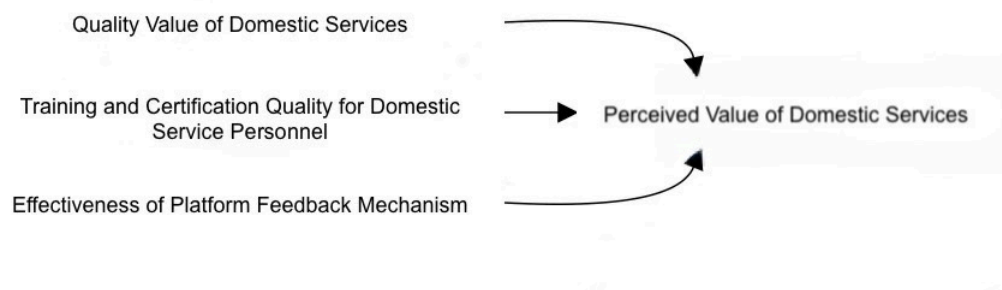 Quality Value of Domestic Services
Training and Certification Quality for Domestic
Service Personnel
Perceived Value of Domestic Services
Effectiveness of Platform Feedback Mechanism